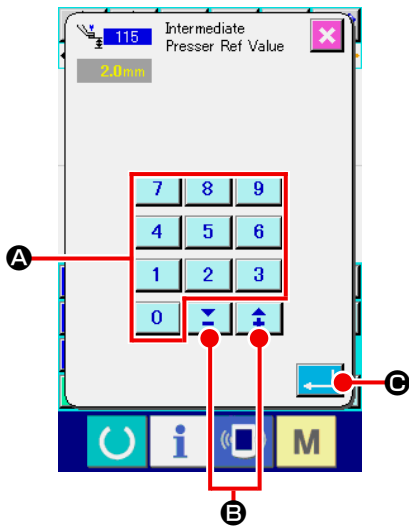 115
Intermediate
Presser Ref Value
2.0mm
7 8 9
A
4 5 6
1 2 3
0
C
i M
B